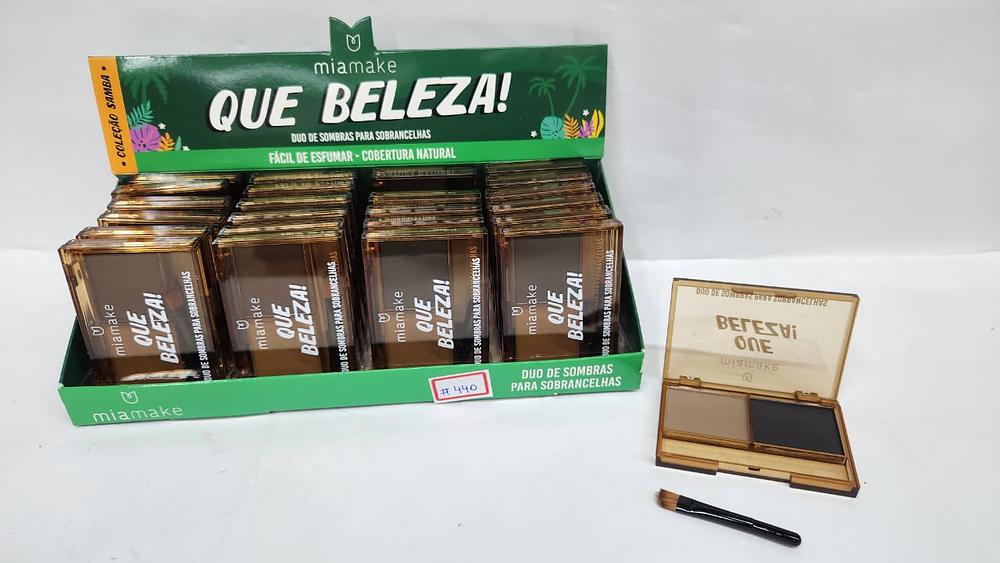 miamake
QUE BELEZA!
DUO DE SOMBRAS PARA SOBRANCELHAS
FÁCIL DE ESFUMAR - COBERTURA NATURAL
• COLEÇÃO SAMBA •
miamake
QUE
BELEZA!
DUO DE SOMBRAS PARA SOBRANCELHAS
miamake
QUE
BELEZA!
DUO DE SOMBRAS PARA SOBRANCELHAS
miamake
QUE
BELEZA!
DUO DE SOMBRAS PARA SOBRANCELHAS
miamake
QUE
BELEZA!
DUO DE SOMBRAS PARA SOBRANCELHAS
miamake
#440
DUO DE SOMBRAS
PARA SOBRANCELHAS
DUO DE SOMBRAS PARA SOBRANCELHAS
BELEZA!
QUE
miamake